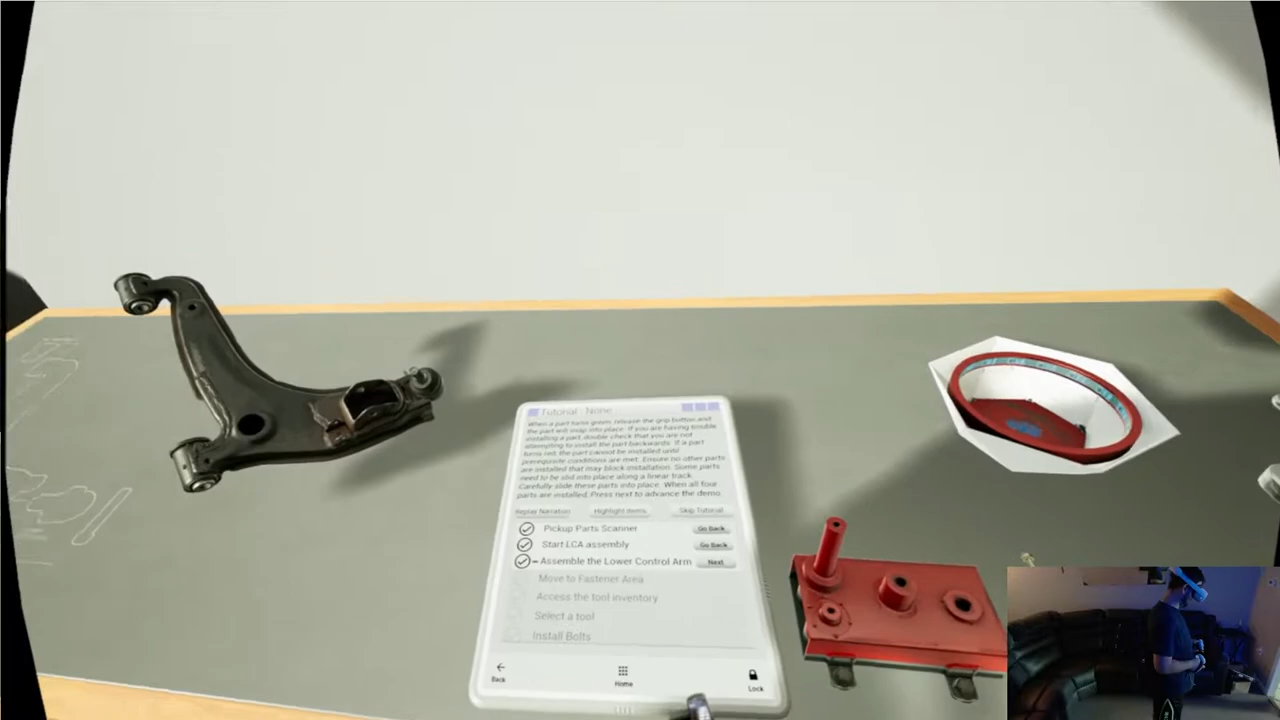 Tutorial - None
When a part turns green, release the grip button and
the part will snap into place. If you are having trouble
installing a part, double check that you are not
attempting to install the part backwards. If a part
turns red, the part cannot be installed until
prerequisite conditions are met. Ensure no other parts
are installed that may block installation. Some parts
need to be slid into place along a linear track.
Carefully slide these parts into place. When all four
parts are installed, Press next to advance the demo.
Replay Narration Highlight Items Skip Tutorial
Pickup Parts Scanner Go Back
Start LCA assembly Go Back
Assemble the Lower Control Arm Next
Move to Fastener Area
Access the tool inventory
Select a tool
Install Bolts
Back Home Lock